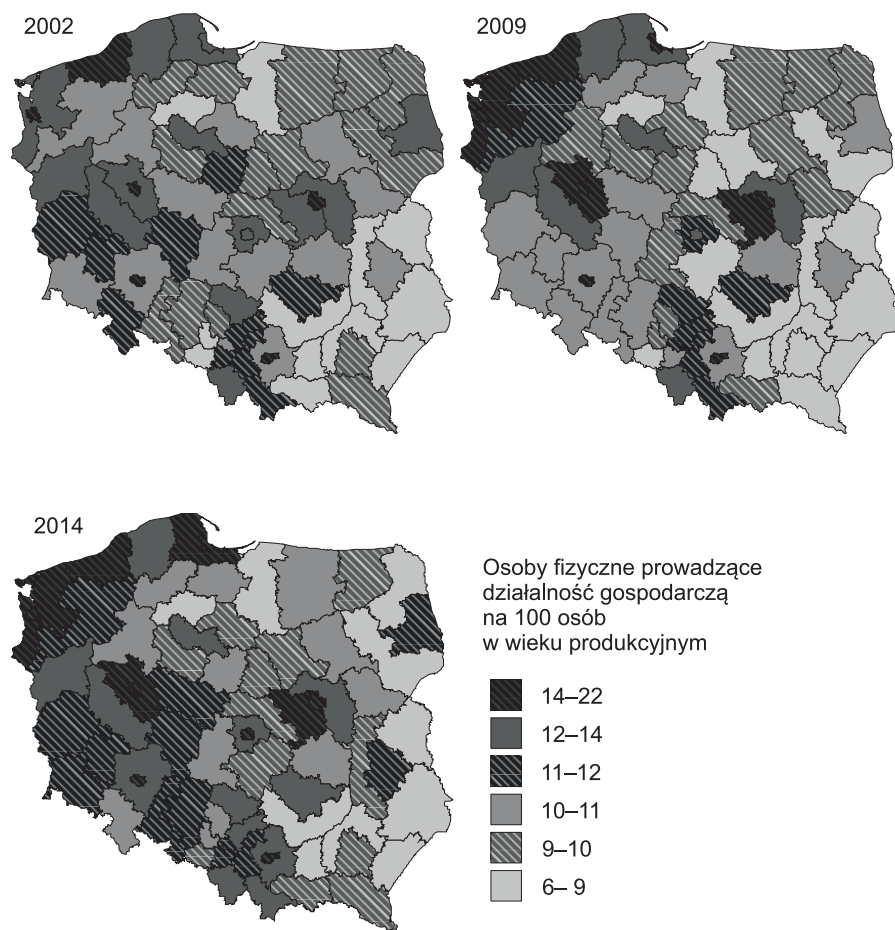 2002
2009
2014
Osoby fizyczne prowadzące
działalność gospodarczą
na 100 osób
w wieku produkcyjnym
14–22
12–14
11–12
10–11
9–10
6– 9